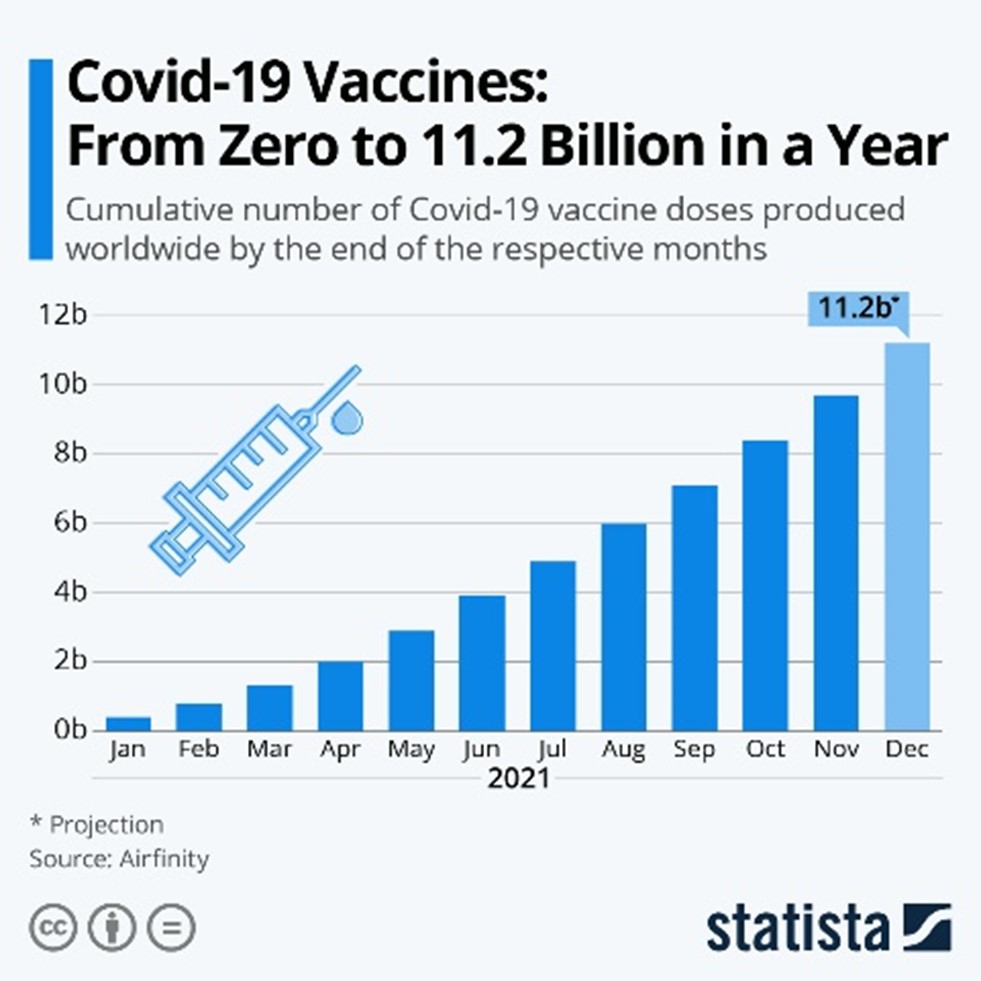 Covid-19 Vaccines:
From Zero to 11.2 Billion in a Year
Cumulative number of Covid-19 vaccine doses produced
worldwide by the end of the respective months
11.2b*
12b
10b
8b
6b
4b
2b
0b
Jan Feb Mar Apr May Jun Jul Aug Sep Oct Nov Dec
2021
* Projection
Source: Airfinity
cc
statista